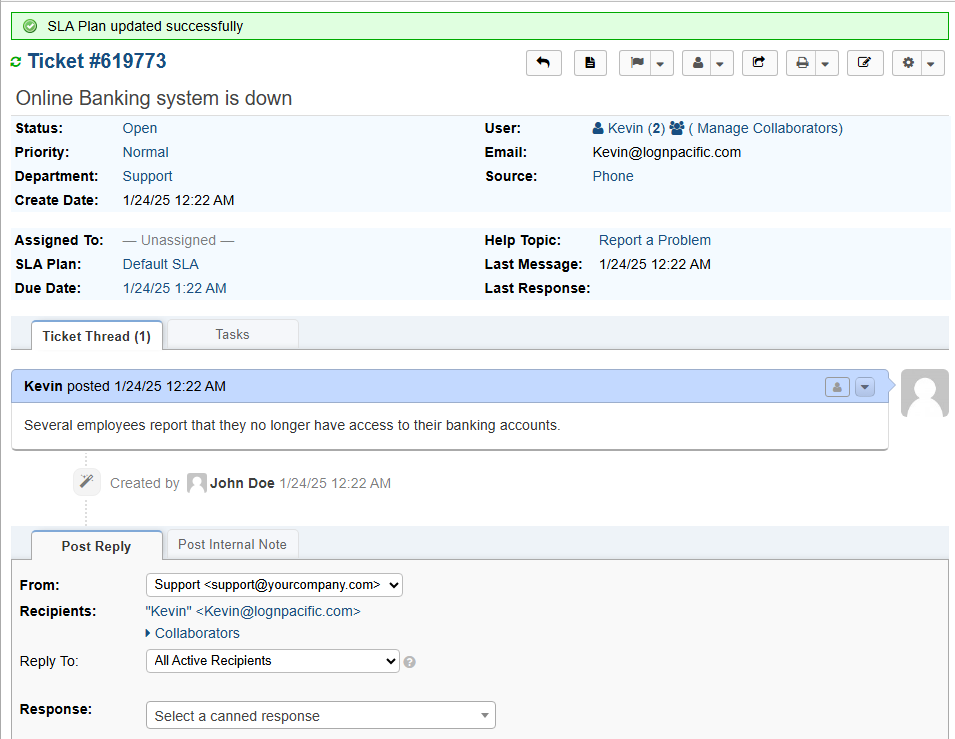 SLA Plan updated successfully
Ticket #619773
Online Banking system is down
Status: Open User: Kevin (2) ( Manage Collaborators)
Priority: Normal Email: Kevin@lognpacific.com
Department: Support Source: Phone
Create Date: 1/24/25 12:22 AM
Assigned To: — Unassigned — Help Topic: Report a Problem
SLA Plan: Default SLA Last Message: 1/24/25 12:22 AM
Due Date: 1/24/25 1:22 AM Last Response:
Ticket Thread (1) Tasks
Kevin posted 1/24/25 12:22 AM
Several employees report that they no longer have access to their banking accounts.
Created by John Doe 1/24/25 12:22 AM
Post Reply Post Internal Note
From: Support <support@yourcompany.com>
Recipients: "Kevin" <Kevin@lognpacific.com>
Collaborators
Reply To: All Active Recipients ?
Response: Select a canned response